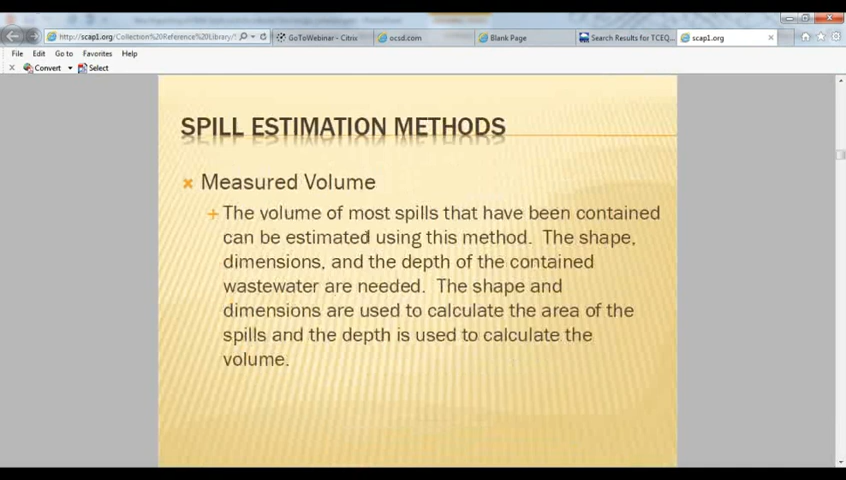 http://scap1.org/Collection%20Reference%20Library/
GoToWebinar - Citrix
ocsd.com
Blank Page
Search Results for TCEQ...
scap1.org
File Edit Go to Favorites Help
Convert Select
SPILL ESTIMATION METHODS
Measured Volume
The volume of most spills that have been contained
can be estimated using this method. The shape,
dimensions, and the depth of the contained
wastewater are needed. The shape and
dimensions are used to calculate the area of the
spills and the depth is used to calculate the
volume.